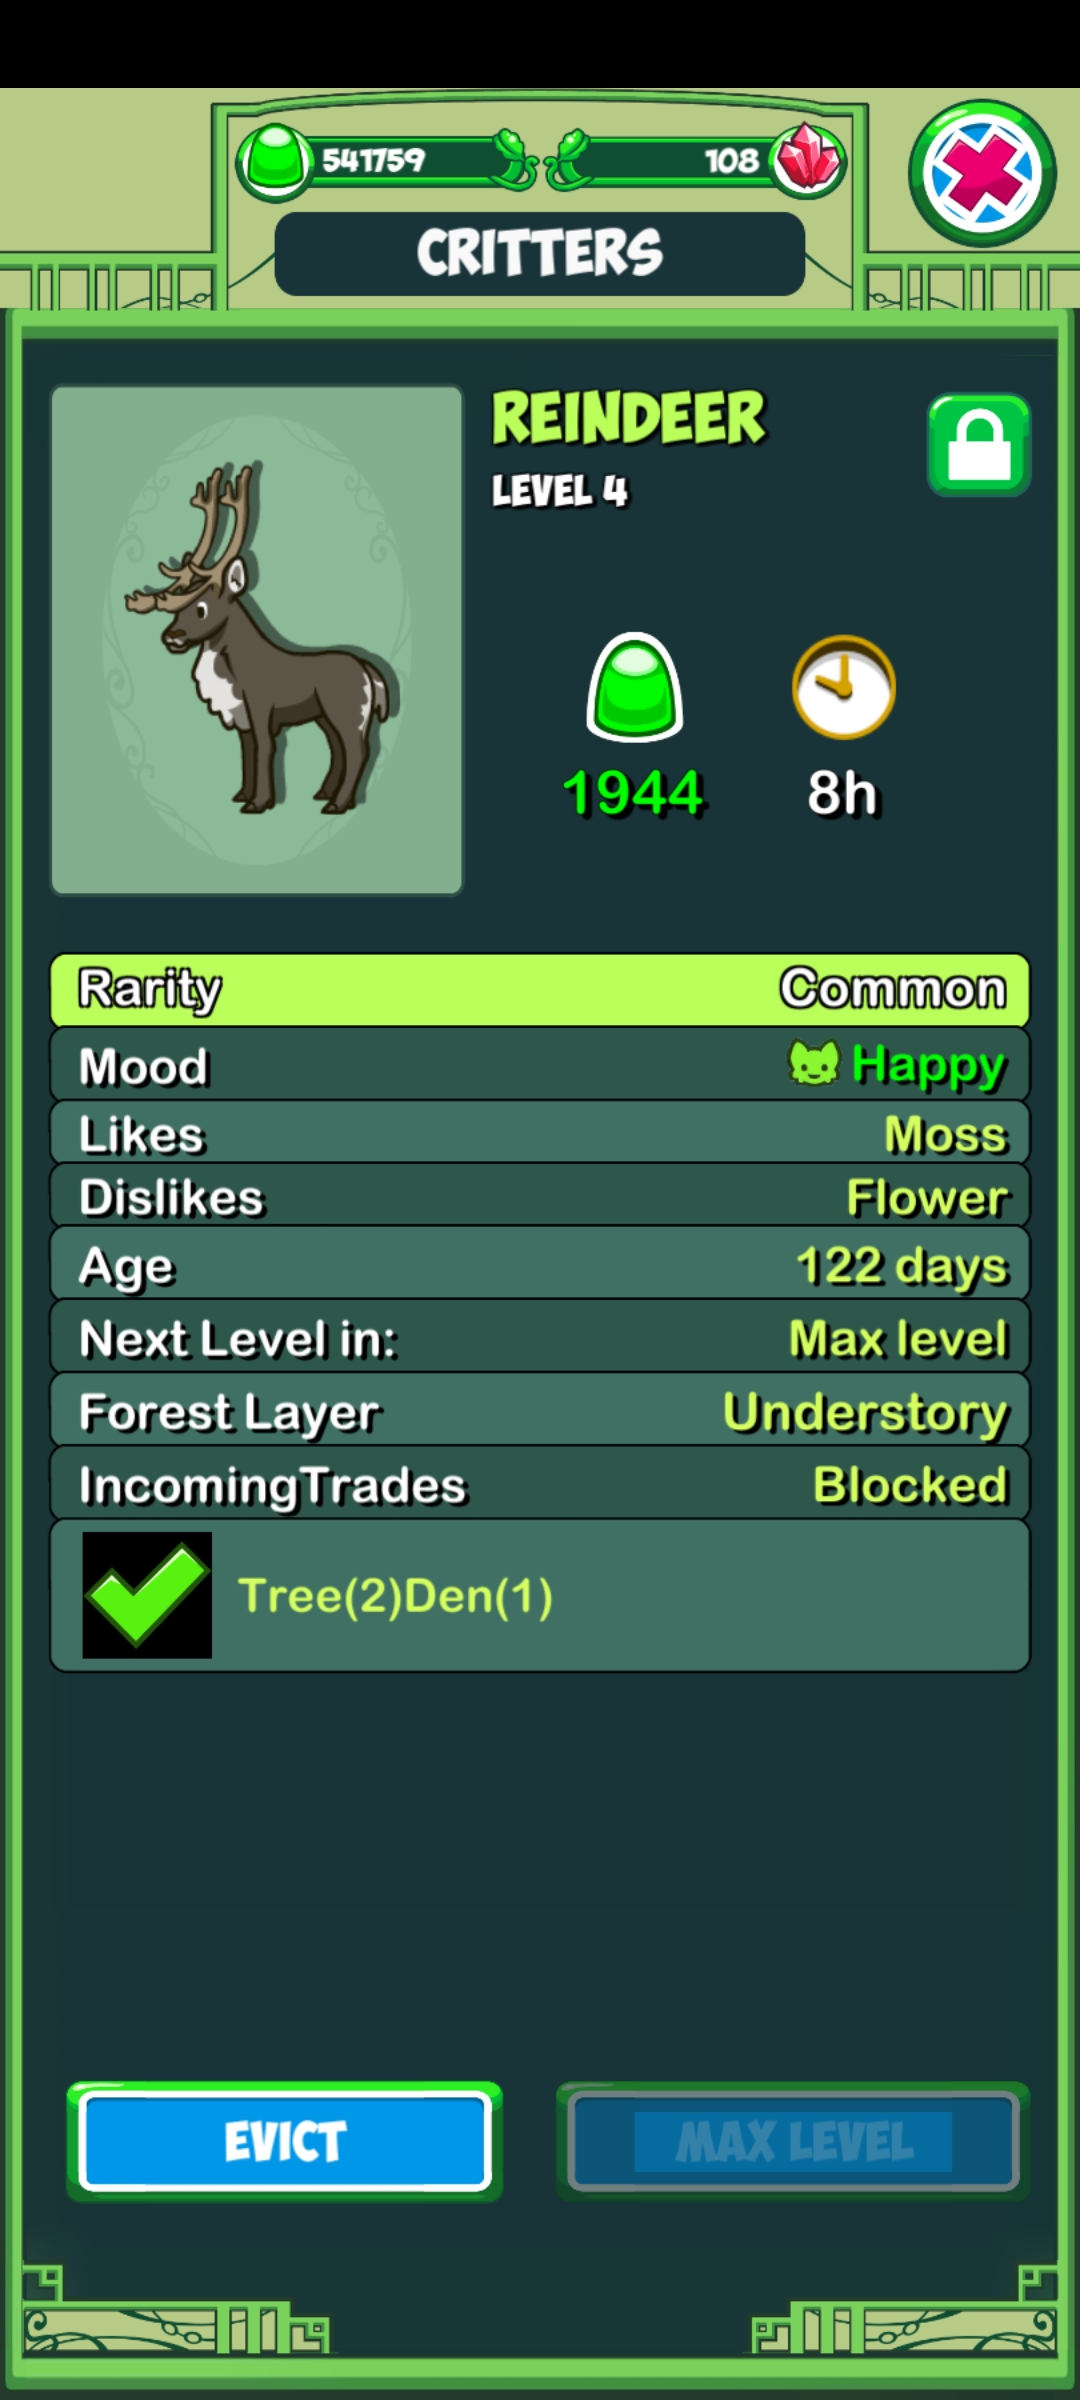 541759
108
CRITTERS
REINDEER
LEVEL 4
1944
8h
Rarity Common
Mood Happy
Likes Moss
Dislikes Flower
Age 122 days
Next Level in: Max level
Forest Layer Understory
IncomingTrades Blocked
Tree(2)Den(1)
EVICT
MAX LEVEL